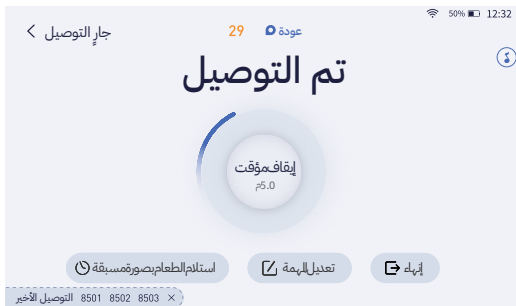 50% 12:32
جارٍ التوصيل
عودة 29
تم التوصيل
إيقاف مؤقت
5.0م
إنهاء
تعديل المهمة
استلام الطعام بصورة مسبقة
التوصيل الأخير 8501 8502 8503 ×